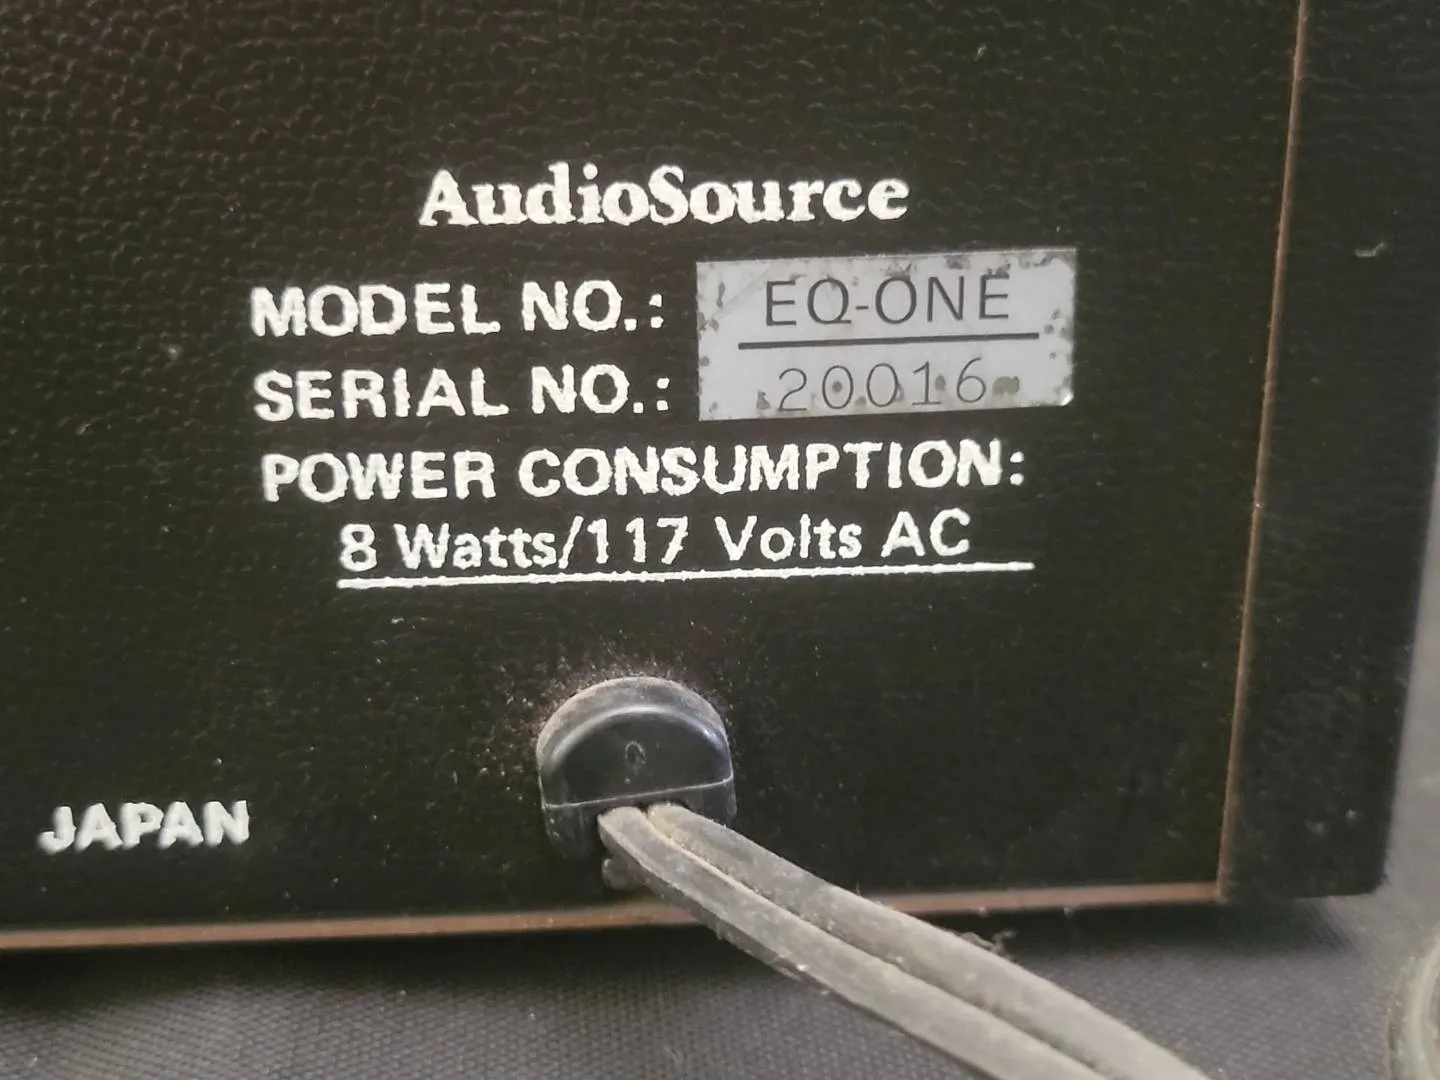 AudioSource
MODEL NO.: EQ-ONE
SERIAL NO.: 20016
POWER CONSUMPTION:
8 Watts/117 Volts AC
JAPAN